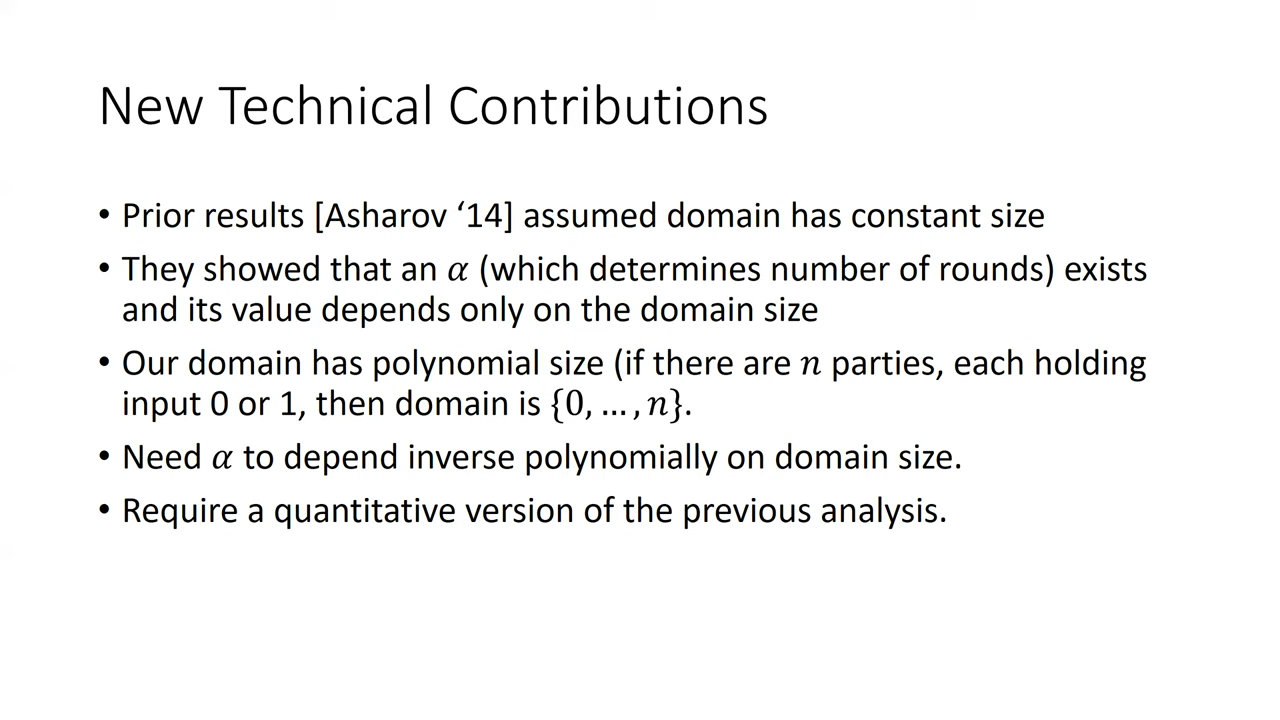 New Technical Contributions
• Prior results [Asharov ‘14] assumed domain has constant size
• They showed that an α (which determines number of rounds) exists
and its value depends only on the domain size
• Our domain has polynomial size (if there are n parties, each holding
input 0 or 1, then domain is {0, … , n}.
• Need α to depend inverse polynomially on domain size.
• Require a quantitative version of the previous analysis.